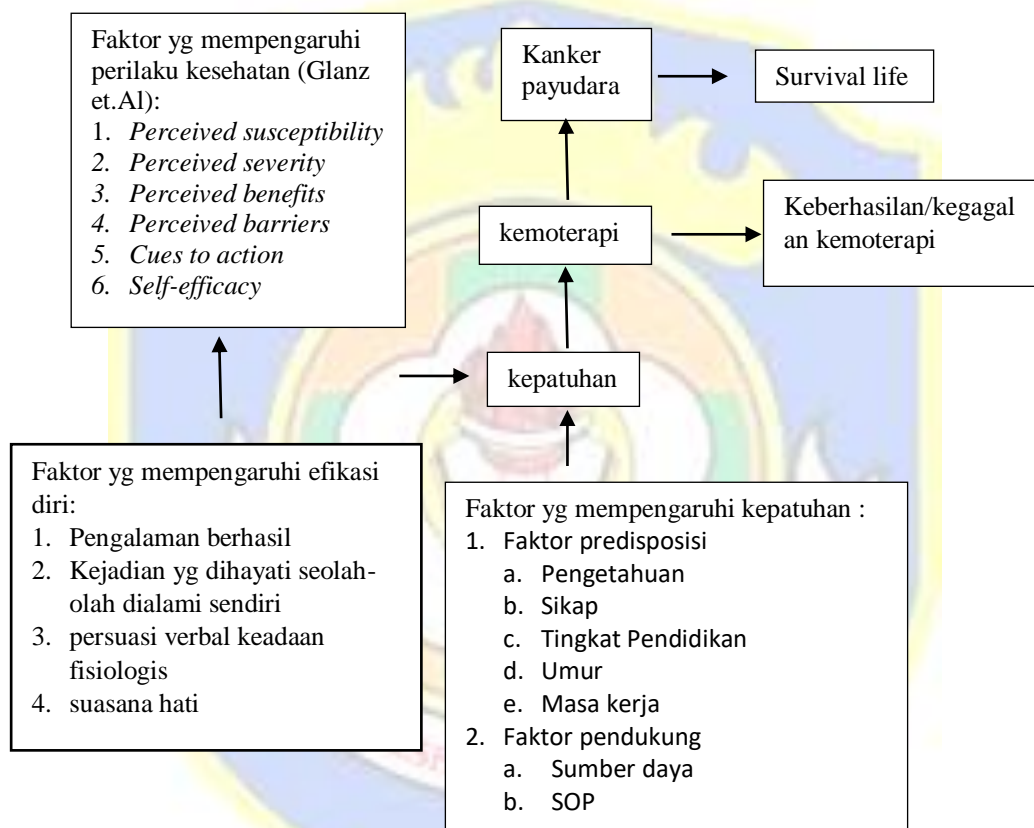 Faktor yg mempengaruhi
perilaku kesehatan (Glanz
et.Al):
1. Perceived susceptibility
2. Perceived severity
3. Perceived benefits
4. Perceived barriers
5. Cues to action
6. Self-efficacy
Kanker
payudara
Survival life
kemoterapi
Keberhasilan/kegagal
an kemoterapi
kepatuhan
Faktor yg mempengaruhi efikasi
diri:
1. Pengalaman berhasil
2. Kejadian yg dihayati seolah-
olah dialami sendiri
3. persuasi verbal keadaan
fisiologis
4. suasana hati
Faktor yg mempengaruhi kepatuhan :
1. Faktor predisposisi
a. Pengetahuan
b. Sikap
c. Tingkat Pendidikan
d. Umur
e. Masa kerja
2. Faktor pendukung
a. Sumber daya
b. SOP